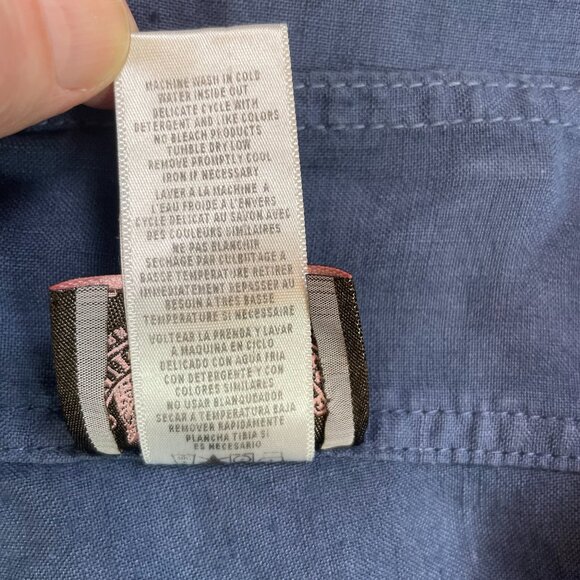 MACHINE WASH IN COLD
WATER INSIDE OUT
DELICATE CYCLE WITH
DETERGENT AND LIKE COLORS
NO BLEACH PRODUCTS
TUMBLE DRY LOW
REMOVE PROMPTLY COOL
IRON IF NECESSARY
LAVER A LA MACHINE A
L'EAU FROIDE A L'ENVERS
CYCLE DELICAT AU SAVON AVEC
DES COULEURS SIMILAIRES
NE PAS BLANCHIR
SECHAGE PAR CULBUTAGE A
BASSE TEMPERATURE RETIRER
IMMEDIATEMENT REPASSER AU
BESOIN A TRES BASSE
TEMPERATURE SI NECESSAIRE
VOLTEAR LA PRENDA Y LAVAR
A MAQUINA EN CICLO
DELICADO CON AGUA FRIA
CON DETERGENTE Y CON
COLORES SIMILARES
NO USAR BLANQUEADOR
SECAR A TEMPERATURA BAJA
REMOVER RAPIDAMENTE
PLANCHA TIBIA SI
ES NECESARIO